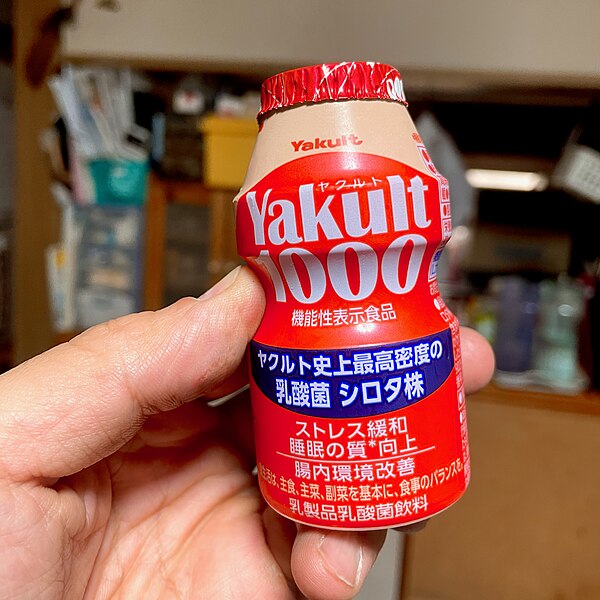 Yakult
ヤクルト
Yakult
1000
機能性表示食品
ヤクルト史上最高密度の
乳酸菌 シロタ株
ストレス緩和
睡眠の質*向上
腸内環境改善
食生活は、主食、主菜、副菜を基本に、食事のバランスを。
乳製品乳酸菌飲料